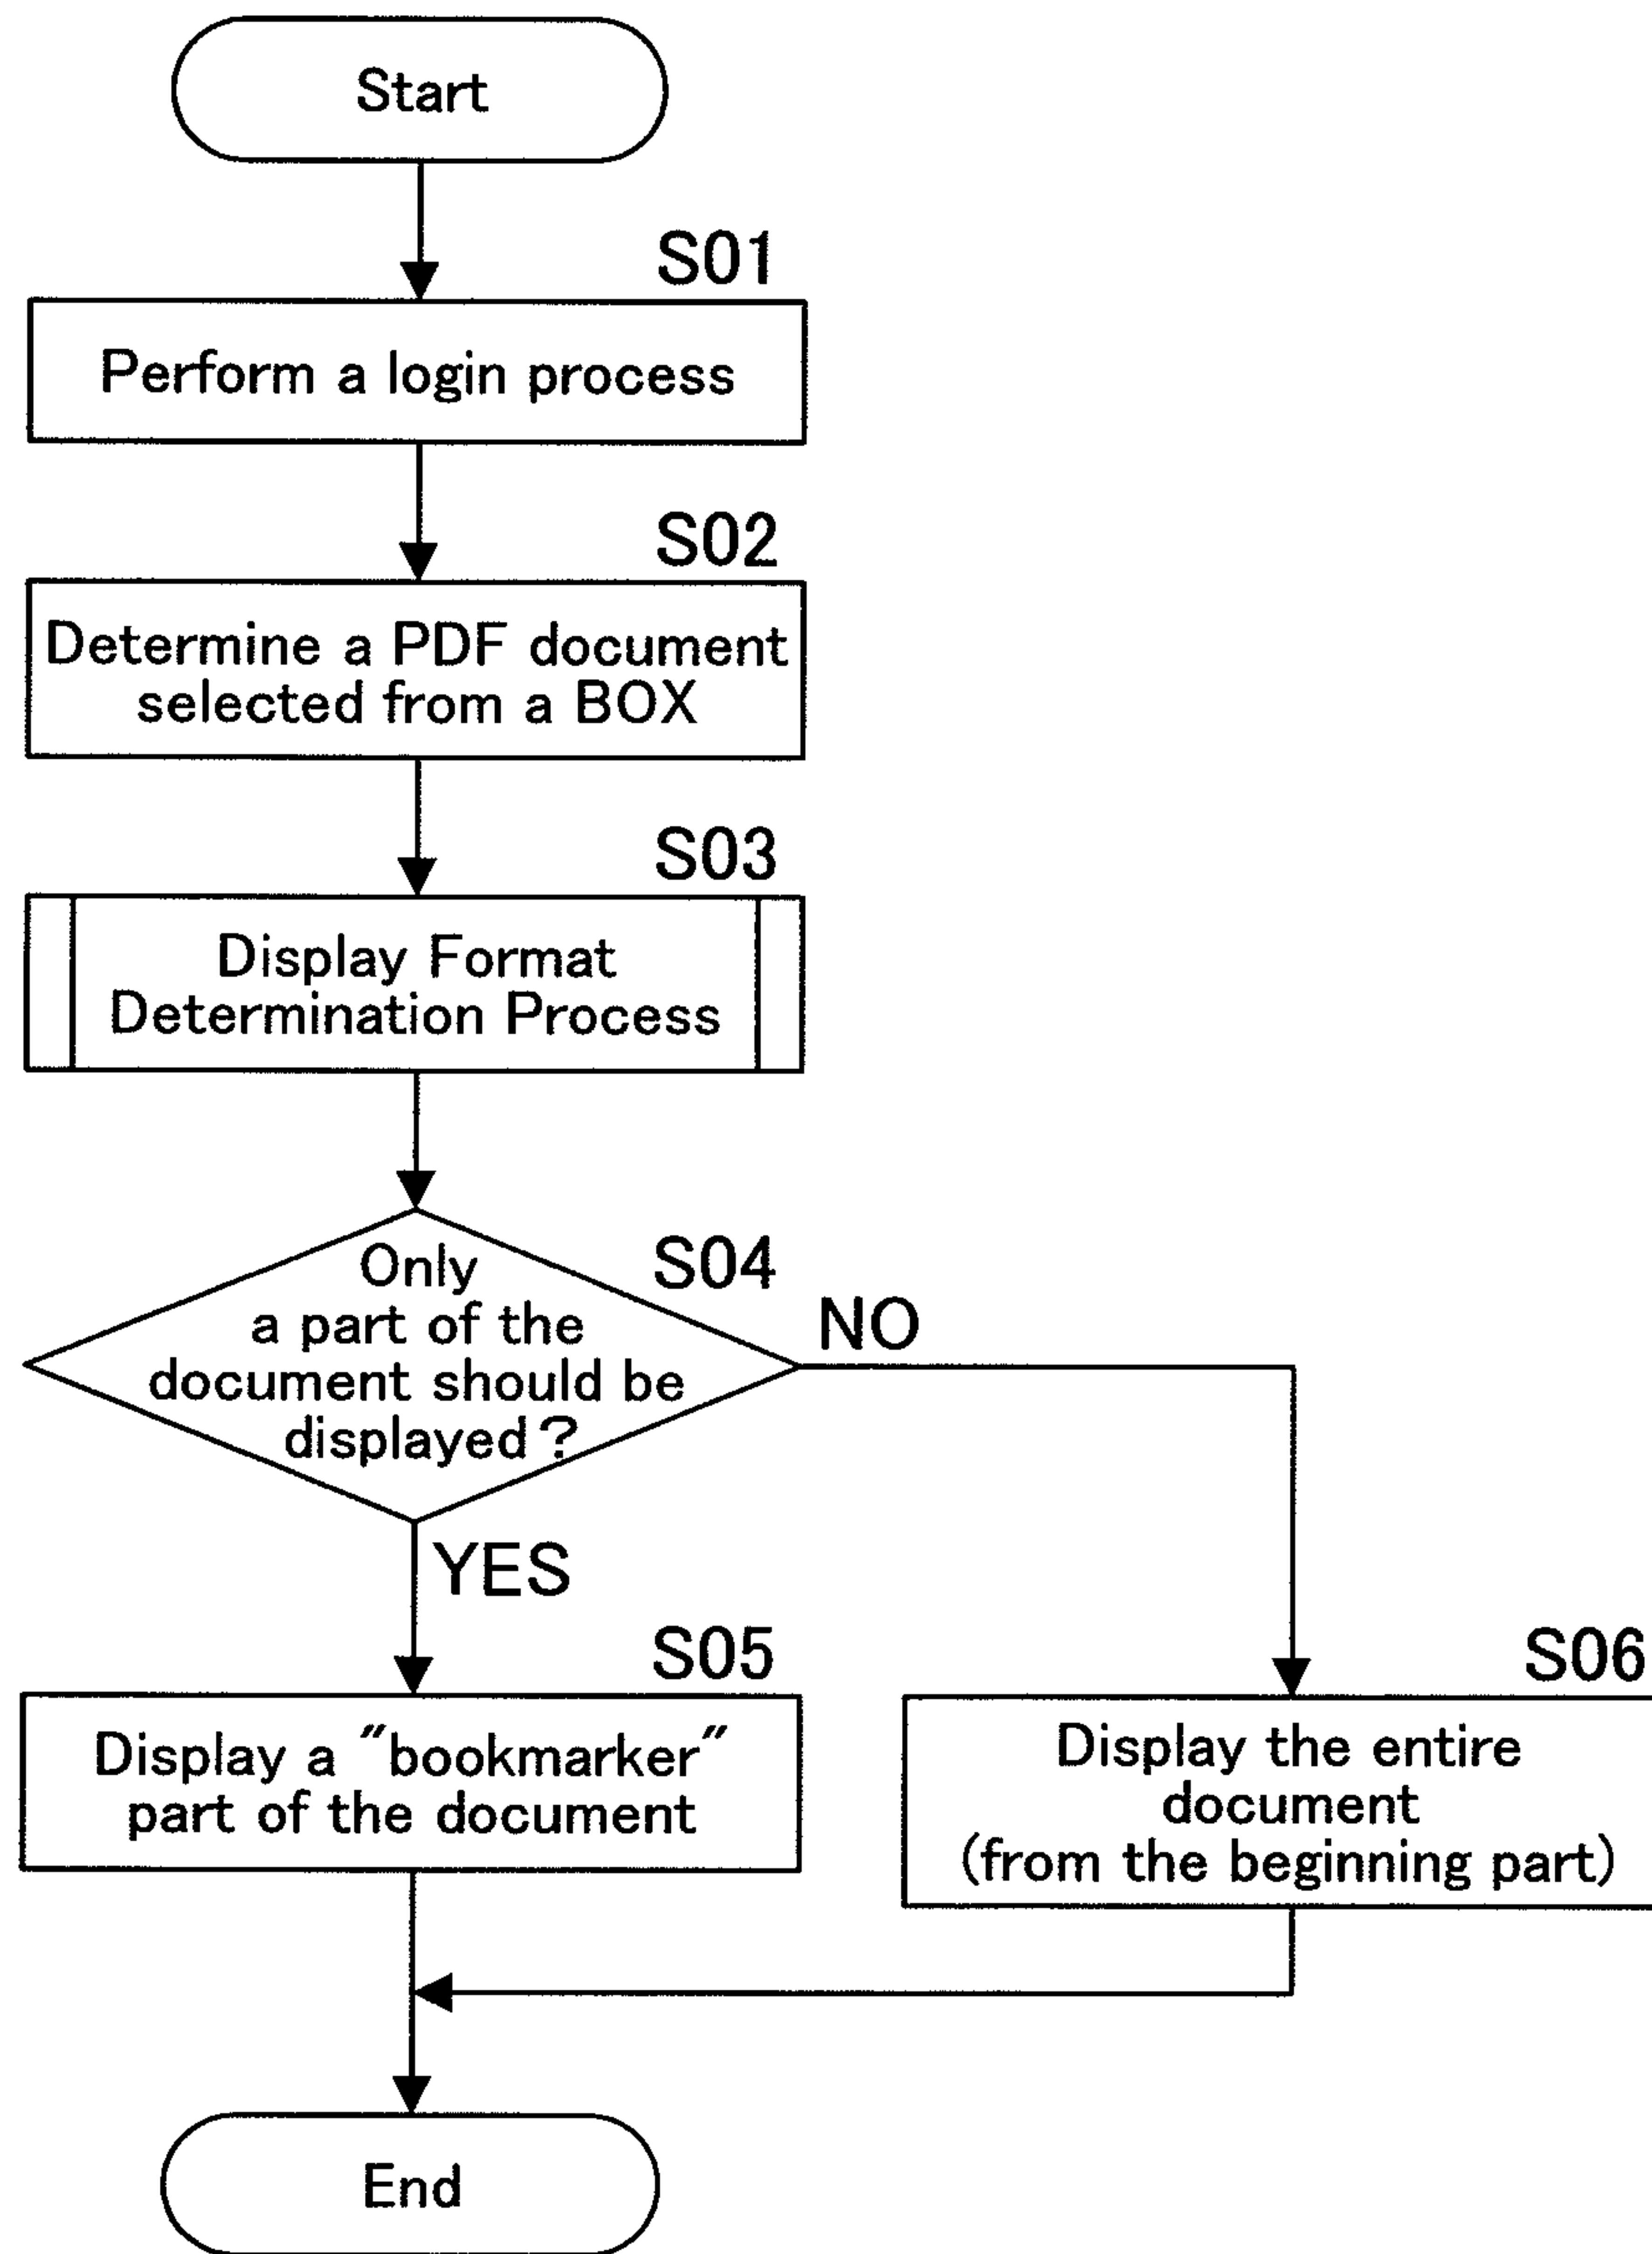 Start
S01
Perform a login process
S02
Determine a PDF document
selected from a BOX
S03
Display Format
Determination Process
S04
Only
a part of the
document should be
displayed ?
NO
YES
S05
Display a "bookmarker"
part of the document
S06
Display the entire
document
(from the beginning part)
End